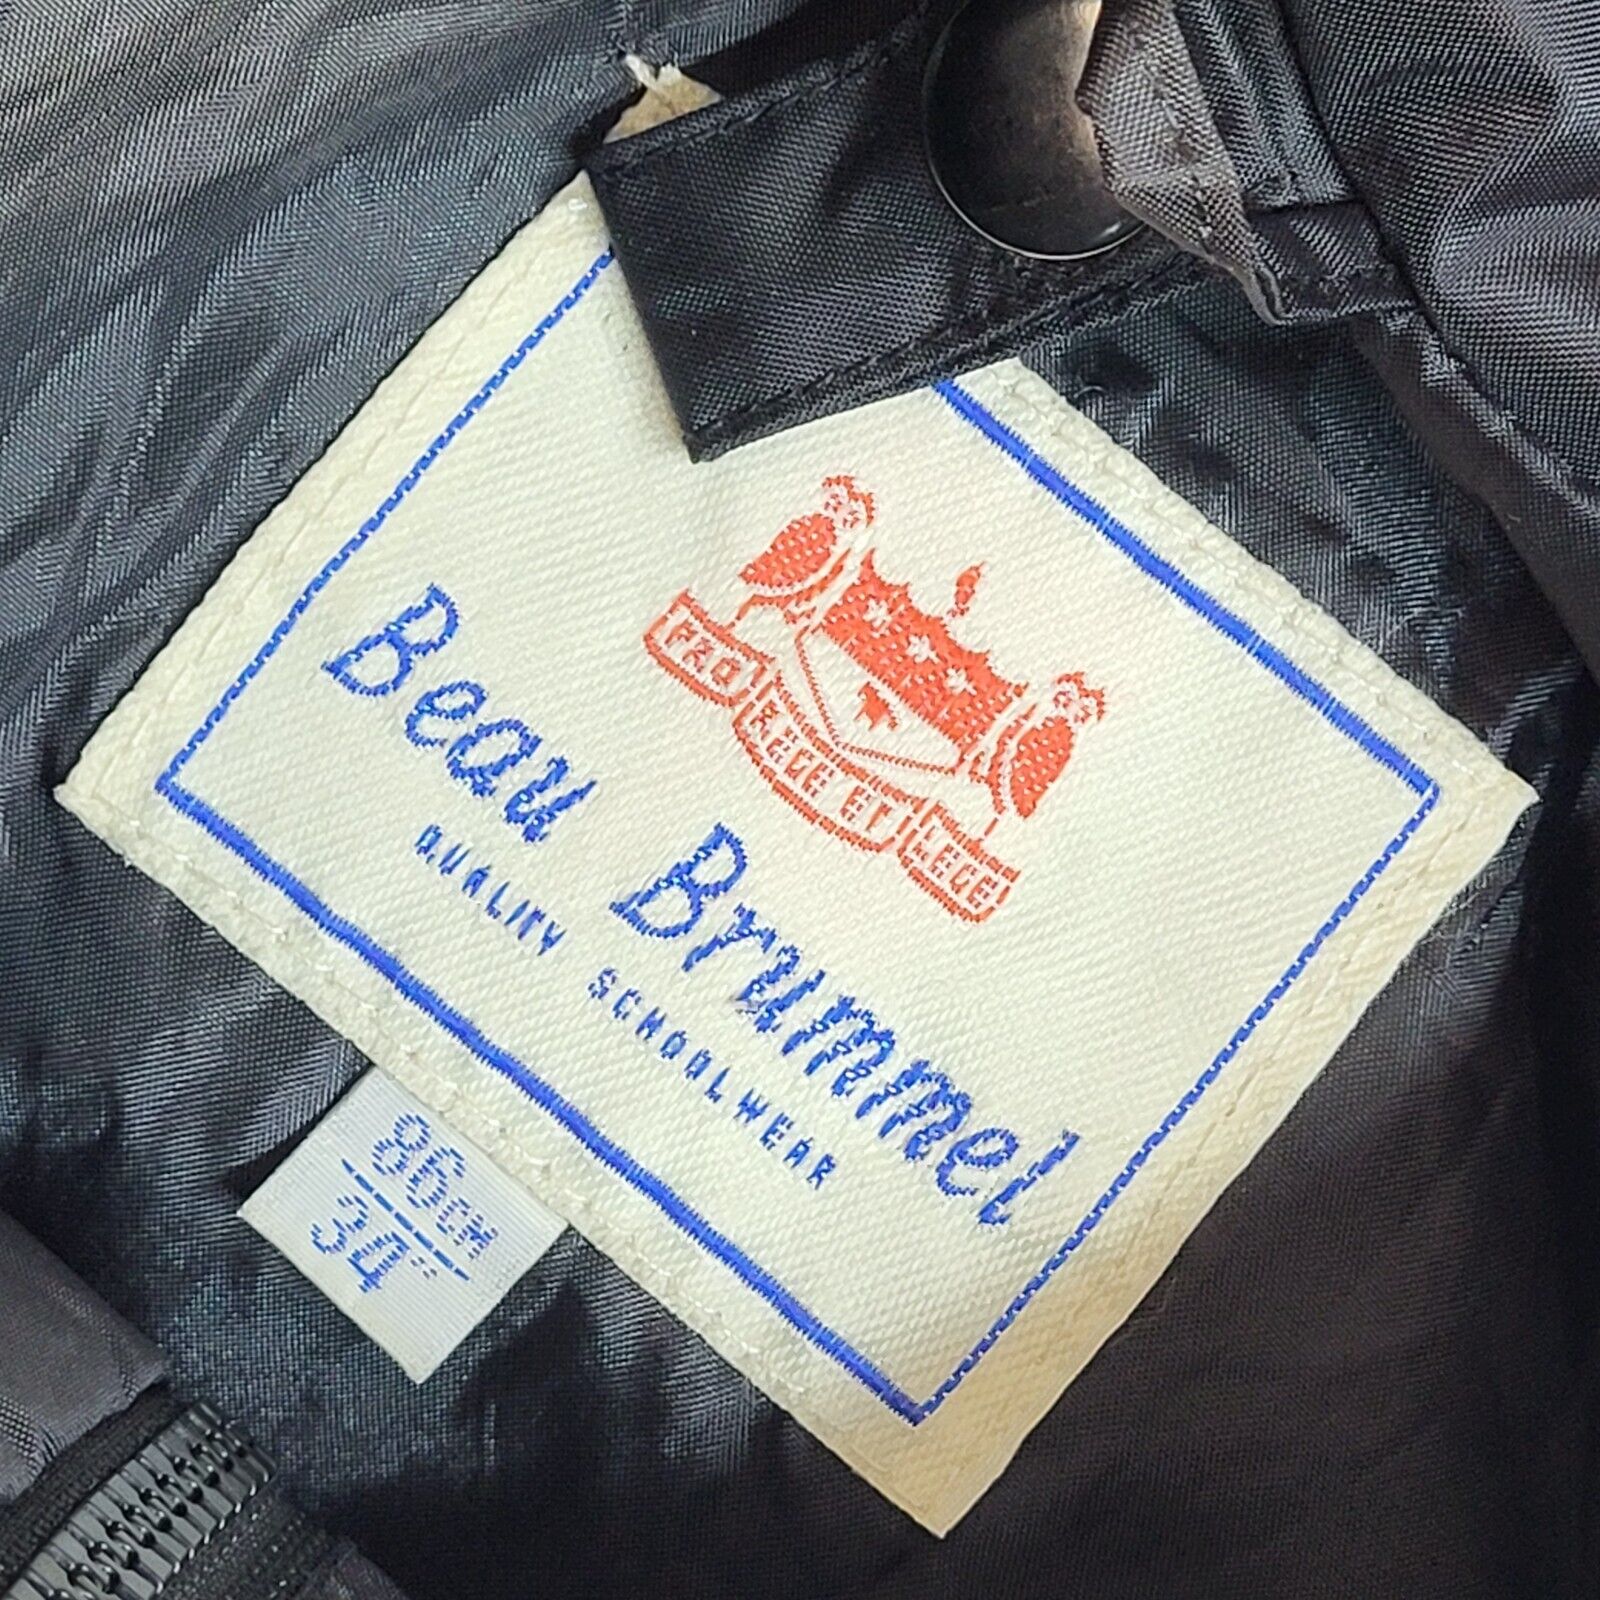 PRO REGE ET LEGE
Beau Brummel
QUALITY SCHOOLWEAR
86CM
34"